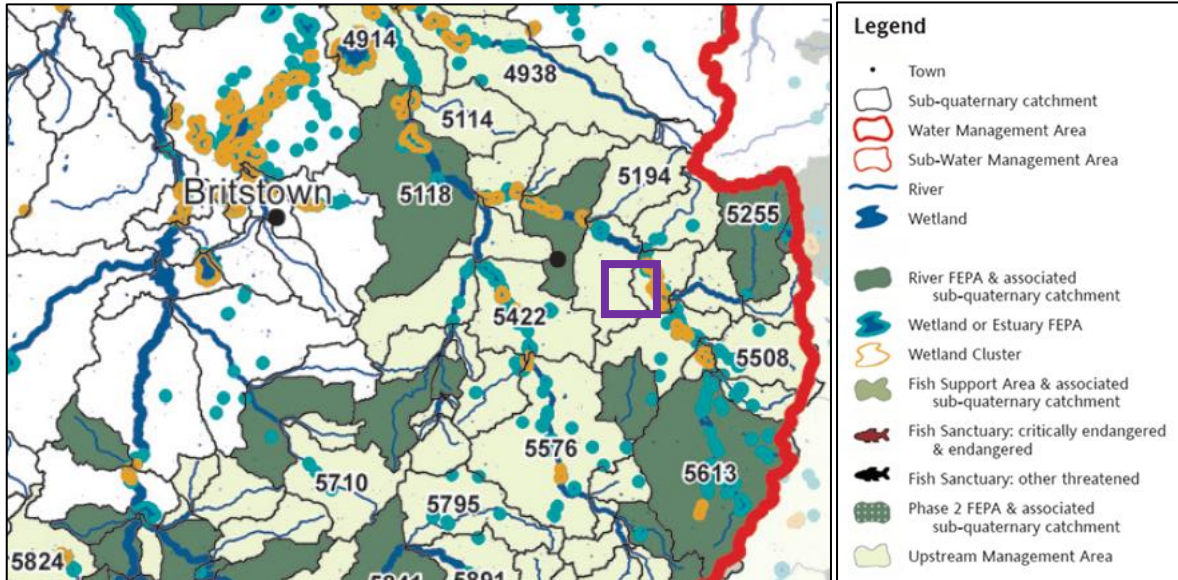 4914
4938
5114
5194
5118
Britstown
5255
5422
5508
5576
5613
5710
5795
5824
5891
Legend
Town
Sub-quaternary catchment
Water Management Area
Sub-Water Management Area
River
Wetland
River FEPA & associated
sub-quaternary catchment
Wetland or Estuary FEPA
Wetland Cluster
Fish Support Area & associated
sub-quaternary catchment
Fish Sanctuary: critically endangered
& endangered
Fish Sanctuary: other threatened
Phase 2 FEPA & associated
sub-quaternary catchment
Upstream Management Area